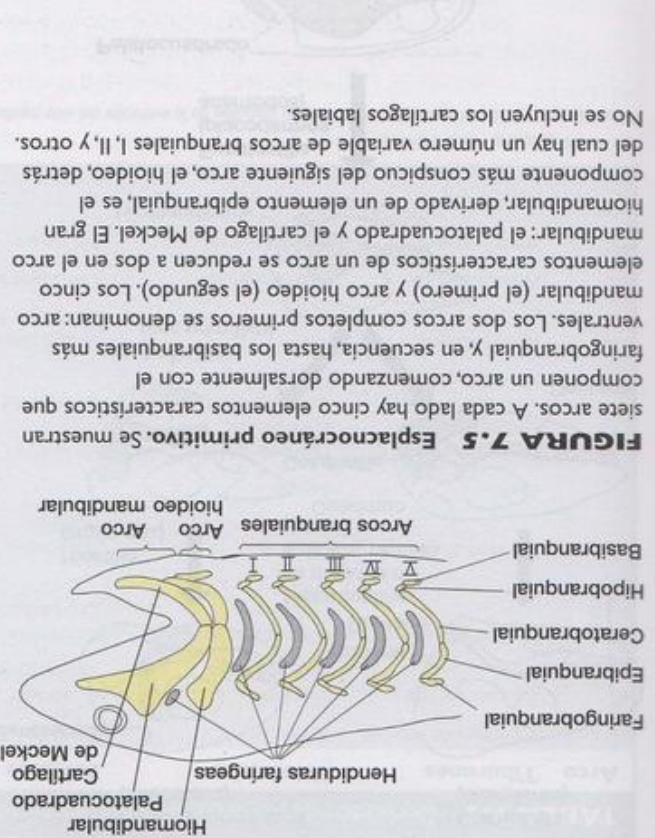 Hiomandibular
Palatocuadrado
Cartílago
de Meckel
Hendiduras faríngeas
Faringobranquial
Epibranquial
Ceratobranquial
Hipobranquial
Basibranquial
V IV III II I
Arcos branquiales
Arco
hioideo
Arco
mandibular
FIGURA 7.5 Esplacnocráneo primitivo. Se muestran
siete arcos. A cada lado hay cinco elementos característicos que
componen un arco, comenzando dorsalmente con el
faringobranquial y, en secuencia, hasta los basibranquiales más
ventrales. Los dos arcos completos primeros se denominan: arco
mandibular (el primero) y arco hioideo (el segundo). Los cinco
elementos característicos de un arco se reducen a dos en el arco
mandibular: el palatocuadrado y el cartílago de Meckel. El gran
hiomandibular, derivado de un elemento epibranquial, es el
componente más conspicuo del siguiente arco, el hioideo, detrás
del cual hay un número variable de arcos branquiales I, II, y otros.
No se incluyen los cartílagos labiales.
Palatocuadrado